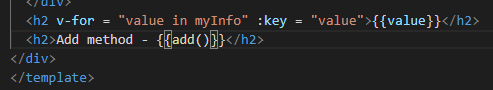 </div>
<h2 v-for = "value in myInfo" :key = "value">{{value}}</h2>
<h2>Add method - {{add()}}</h2>
</div>
</template>